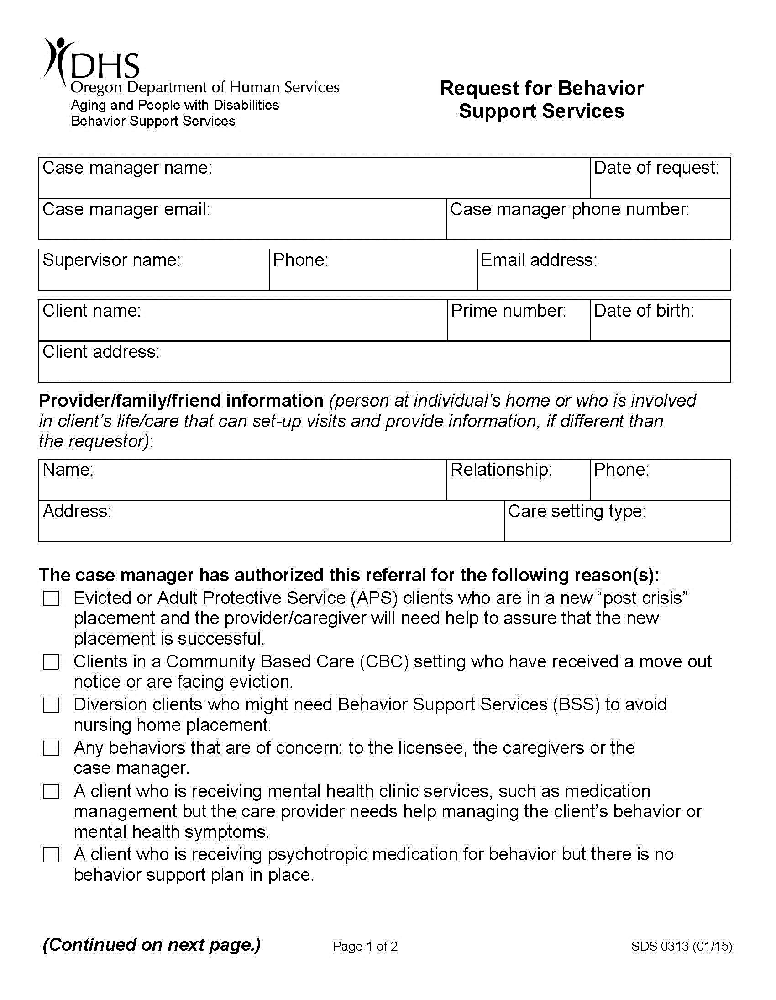 DHS
Oregon Department of Human Services
Aging and People with Disabilities
Behavior Support Services
Request for Behavior
Support Services
Case manager name:
Date of request:
Case manager email:
Case manager phone number:
Supervisor name:
Phone:
Email address:
Client name:
Prime number:
Date of birth:
Client address:
Provider/family/friend information (person at individual's home or who is involved
in client's life/care that can set-up visits and provide information, if different than
the requestor):
Name:
Relationship:
Phone:
Address:
Care setting type:
The case manager has authorized this referral for the following reason(s):
Evicted or Adult Protective Service (APS) clients who are in a new “post crisis”
placement and the provider/caregiver will need help to assure that the new
placement is successful.
Clients in a Community Based Care (CBC) setting who have received a move out
notice or are facing eviction.
Diversion clients who might need Behavior Support Services (BSS) to avoid
nursing home placement.
Any behaviors that are of concern: to the licensee, the caregivers or the
case manager.
A client who is receiving mental health clinic services, such as medication
management but the care provider needs help managing the client's behavior or
mental health symptoms.
A client who is receiving psychotropic medication for behavior but there is no
behavior support plan in place.
(Continued on next page.)
Page 1 of 2
SDS 0313 (01/15)